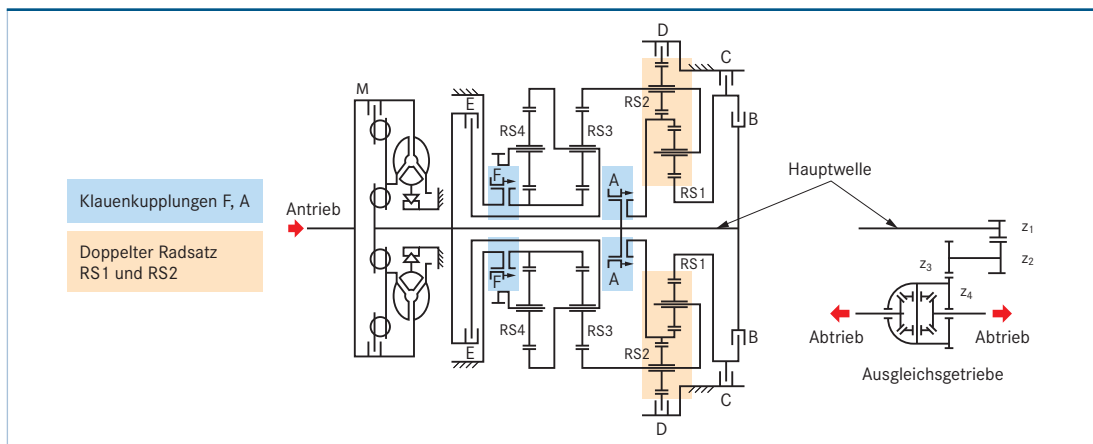 D
C
M
E
RS2
RS4
RS3
B
F
A
RS1
Hauptwelle
Klauenkupplungen F, A
Antrieb
z1
z2
Doppelter Radsatz
RS1 und RS2
z3
z4
F
A
RS1
RS4
RS3
RS2
B
E
C
D
Abtrieb
Abtrieb
Ausgleichsgetriebe